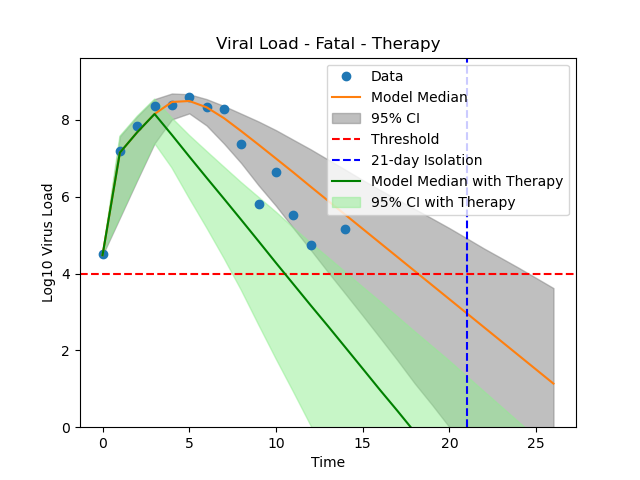 Viral Load - Fatal - Therapy
Data
Model Median
95% CI
Threshold
21-day Isolation
Model Median with Therapy
95% CI with Therapy
Log10 Virus Load
8
6
4
2
0
0 5 10 15 20 25
Time